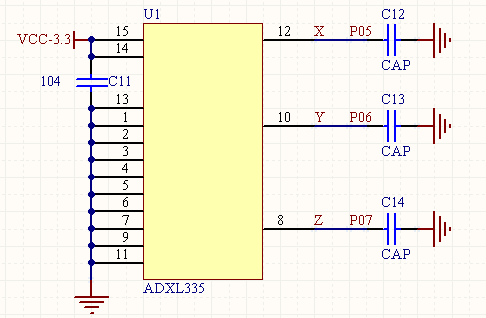 U1
C12
VCC-3.3 15 12 X P05
14
CAP
104 C11
C13
13
1 10 Y P06
2
CAP
3
4
5
C14
6
7 8 Z P07
9
CAP
11
ADXL335